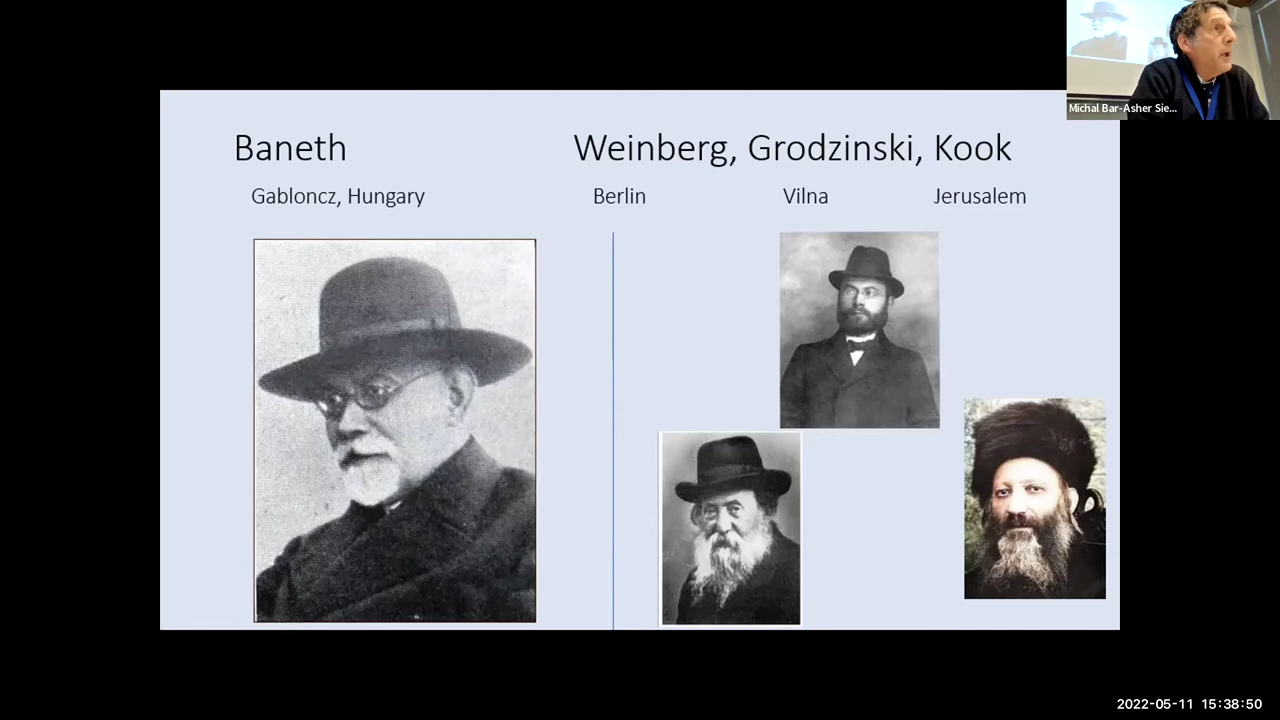 Michal Bar-Asher Sie...
Baneth
Weinberg, Grodzinski, Kook
Gabloncz, Hungary
Berlin
Vilna
Jerusalem
2022-05-11 15:38:50